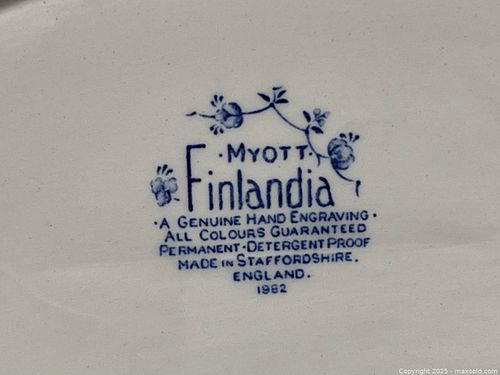 ·MYOTT·
Finlandia
·A GENUINE HAND ENGRAVING·
ALL COLOURS GUARANTEED
PERMANENT·DETERGENT PROOF
MADE IN STAFFORDSHIRE.
ENGLAND.
1982
Copyright 2025 - maxsold.com